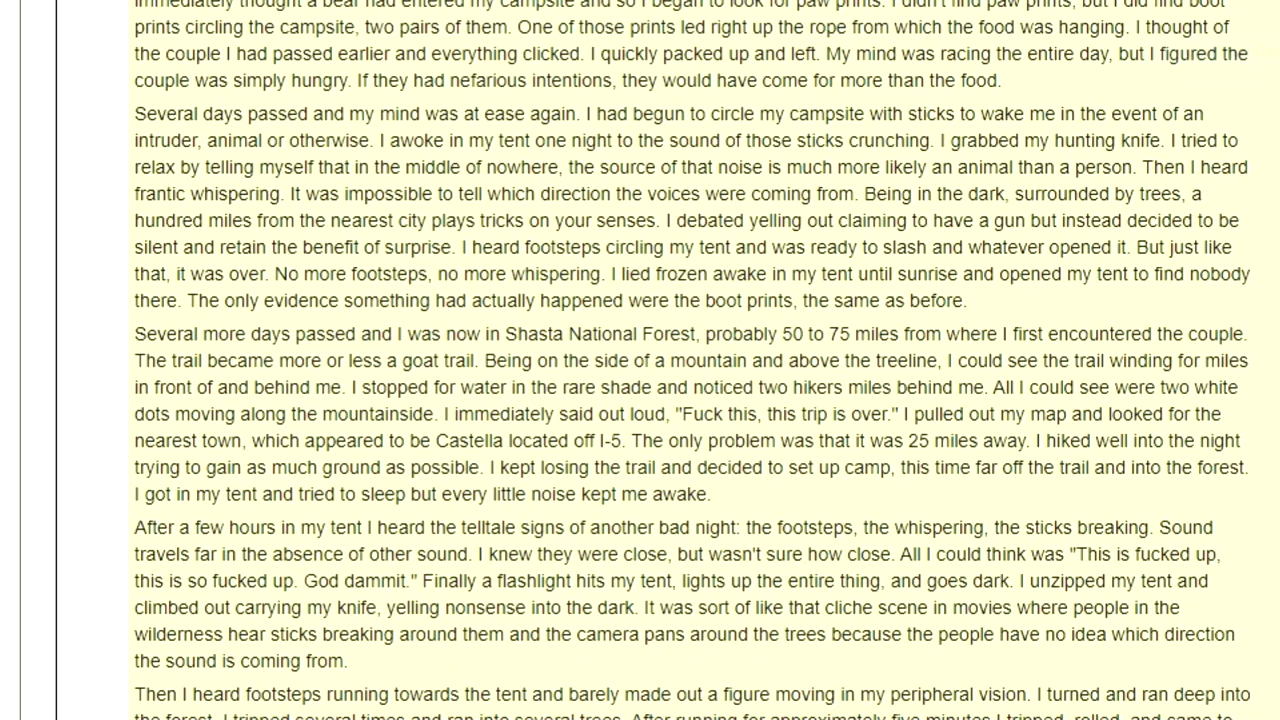 immediately thought a bear had entered my campsite and so I began to look for paw prints. I didn't find paw prints, but I did find boot
prints circling the campsite, two pairs of them. One of those prints led right up the rope from which the food was hanging. I thought of
the couple I had passed earlier and everything clicked. I quickly packed up and left. My mind was racing the entire day, but I figured the
couple was simply hungry. If they had nefarious intentions, they would have come for more than the food.
Several days passed and my mind was at ease again. I had begun to circle my campsite with sticks to wake me in the event of an
intruder, animal or otherwise. I awoke in my tent one night to the sound of those sticks crunching. I grabbed my hunting knife. I tried to
relax by telling myself that in the middle of nowhere, the source of that noise is much more likely an animal than a person. Then I heard
frantic whispering. It was impossible to tell which direction the voices were coming from. Being in the dark, surrounded by trees, a
hundred miles from the nearest city plays tricks on your senses. I debated yelling out claiming to have a gun but instead decided to be
silent and retain the benefit of surprise. I heard footsteps circling my tent and was ready to slash and whatever opened it. But just like
that, it was over. No more footsteps, no more whispering. I lied frozen awake in my tent until sunrise and opened my tent to find nobody
there. The only evidence something had actually happened were the boot prints, the same as before.
Several more days passed and I was now in Shasta National Forest, probably 50 to 75 miles from where I first encountered the couple.
The trail became more or less a goat trail. Being on the side of a mountain and above the treeline, I could see the trail winding for miles
in front of and behind me. I stopped for water in the rare shade and noticed two hikers miles behind me. All I could see were two white
dots moving along the mountainside. I immediately said out loud, "Fuck this, this trip is over." I pulled out my map and looked for the
nearest town, which appeared to be Castella located off I-5. The only problem was that it was 25 miles away. I hiked well into the night
trying to gain as much ground as possible. I kept losing the trail and decided to set up camp, this time far off the trail and into the forest.
I got in my tent and tried to sleep but every little noise kept me awake.
After a few hours in my tent I heard the telltale signs of another bad night: the footsteps, the whispering, the sticks breaking. Sound
travels far in the absence of other sound. I knew they were close, but wasn't sure how close. All I could think was "This is fucked up,
this is so fucked up. God dammit." Finally a flashlight hits my tent, lights up the entire thing, and goes dark. I unzipped my tent and
climbed out carrying my knife, yelling nonsense into the dark. It was sort of like that cliche scene in movies where people in the
wilderness hear sticks breaking around them and the camera pans around the trees because the people have no idea which direction
the sound is coming from.
Then I heard footsteps running towards the tent and barely made out a figure moving in my peripheral vision. I turned and ran deep into
the forest. I tripped several times and ran into several trees. After running for approximately five minutes I tripped, rolled, and came to